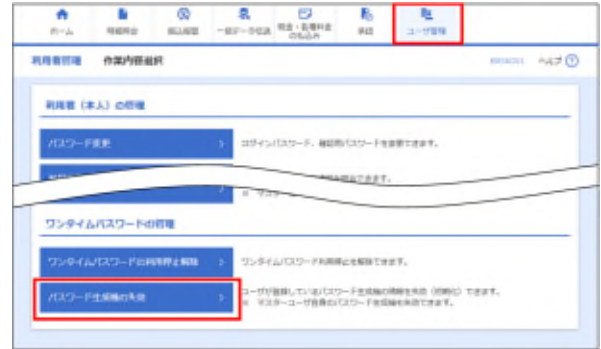 ホーム
明細照会
振込振替
一括データ伝送
税金・各種料金
の払込み
承認
ユーザ管理
利用者管理 作業内容選択
ヘルプ ?
利用者（本人）の管理
パスワード変更 ログインパスワード、確認用パスワードを変更できます。
ワンタイムパスワードの管理
ワンタイムパスワードの利用停止解除 ワンタイムパスワード利用停止を解除できます。
パスワード生成機の失効 ユーザが登録しているパスワード生成機の情報を失効（初期化）できます。
※ マスターユーザ自身のパスワード生成機も失効できます。